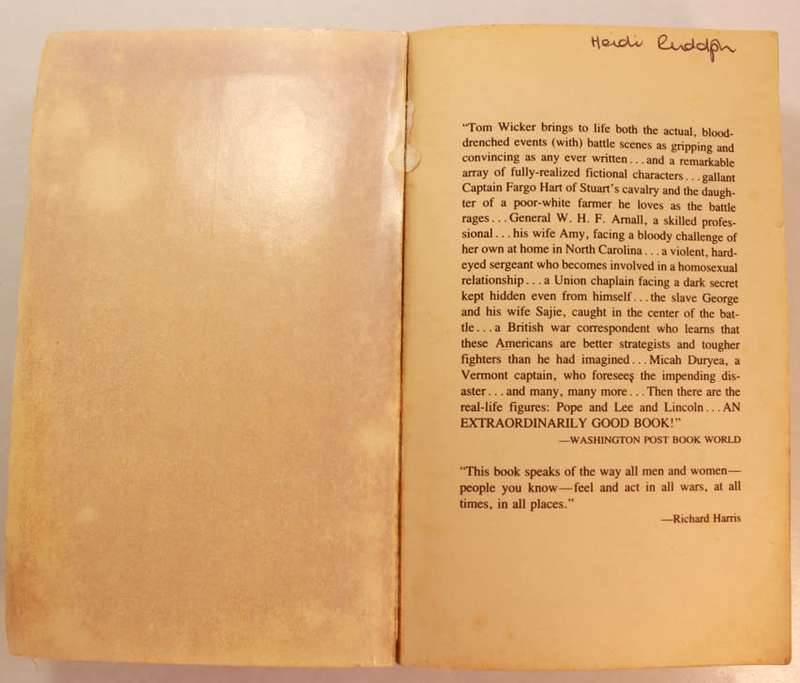 Heidi Rudolph
"Tom Wicker brings to life both the actual, blood-
drenched events (with) battle scenes as gripping and
convincing as any ever written...and a remarkable
array of fully-realized fictional characters...gallant
Captain Fargo Hart of Stuart's cavalry and the daugh-
ter of a poor-white farmer he loves as the battle
rages...General W. H. F. Arnall, a skilled profes-
sional...his wife Amy, facing a bloody challenge of
her own at home in North Carolina...a violent, hard-
eyed sergeant who becomes involved in a homosexual
relationship...a Union chaplain facing a dark secret
kept hidden even from himself...the slave George
and his wife Sajie, caught in the center of the bat-
tle...a British war correspondent who learns that
these Americans are better strategists and tougher
fighters than he had imagined...Micah Duryea, a
Vermont captain, who foresees the impending dis-
aster...and many, many more...Then there are the
real-life figures: Pope and Lee and Lincoln...AN
EXTRAORDINARILY GOOD BOOK!"
—WASHINGTON POST BOOK WORLD
"This book speaks of the way all men and women—
people you know—feel and act in all wars, at all
times, in all places."
—Richard Harris